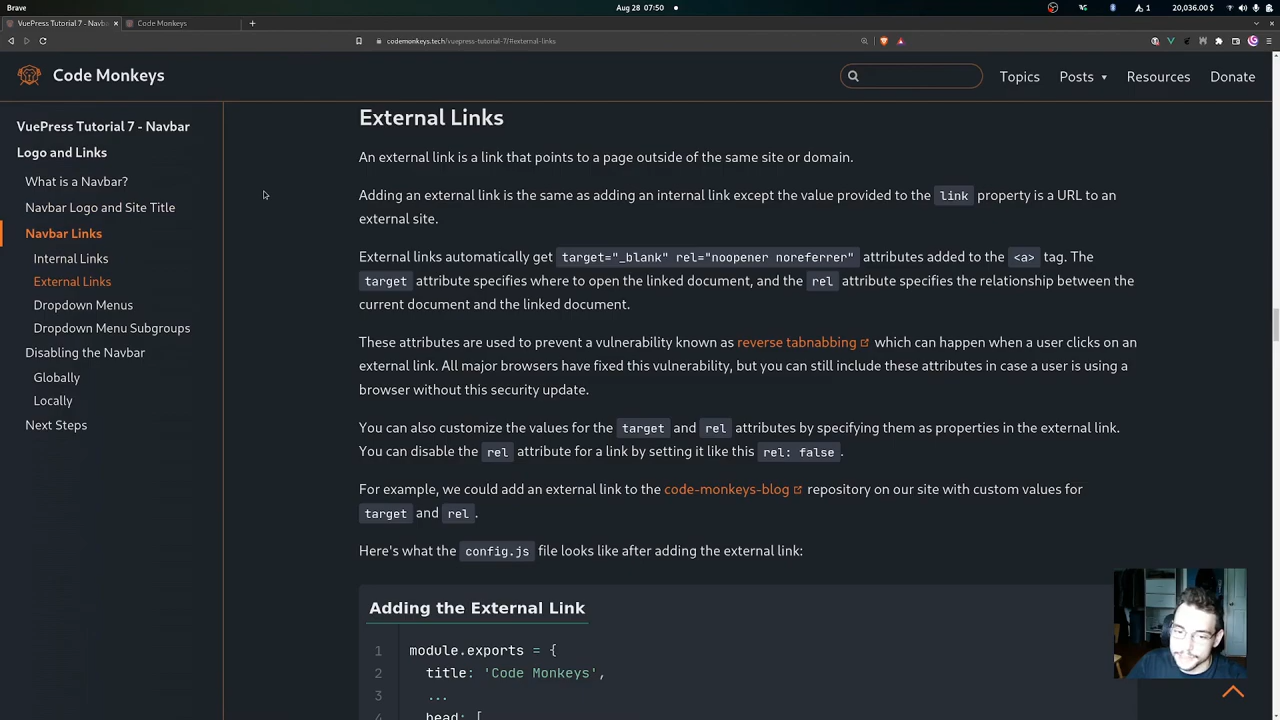 Brave
Aug 28 07:50
1
20,036.00 $
VuePress Tutorial 7 - Navba
Code Monkeys
codemonkeys.tech/vuepress-tutorial-7/#external-links
Code Monkeys
Topics
Posts
Resources
Donate
VuePress Tutorial 7 - Navbar
Logo and Links
What is a Navbar?
Navbar Logo and Site Title
Navbar Links
Internal Links
External Links
Dropdown Menus
Dropdown Menu Subgroups
Disabling the Navbar
Globally
Locally
Next Steps
External Links
An external link is a link that points to a page outside of the same site or domain.
Adding an external link is the same as adding an internal link except the value provided to the link property is a URL to an
external site.
External links automatically get target="_blank" rel="noopener noreferrer" attributes added to the <a> tag. The
target attribute specifies where to open the linked document, and the rel attribute specifies the relationship between the
current document and the linked document.
These attributes are used to prevent a vulnerability known as reverse tabnabbing which can happen when a user clicks on an
external link. All major browsers have fixed this vulnerability, but you can still include these attributes in case a user is using a
browser without this security update.
You can also customize the values for the target and rel attributes by specifying them as properties in the external link.
You can disable the rel attribute for a link by setting it like this rel: false.
For example, we could add an external link to the code-monkeys-blog repository on our site with custom values for
target and rel.
Here's what the config.js file looks like after adding the external link:
Adding the External Link
1 module.exports = {
2 title: 'Code Monkeys',
3 ...
4 head: [